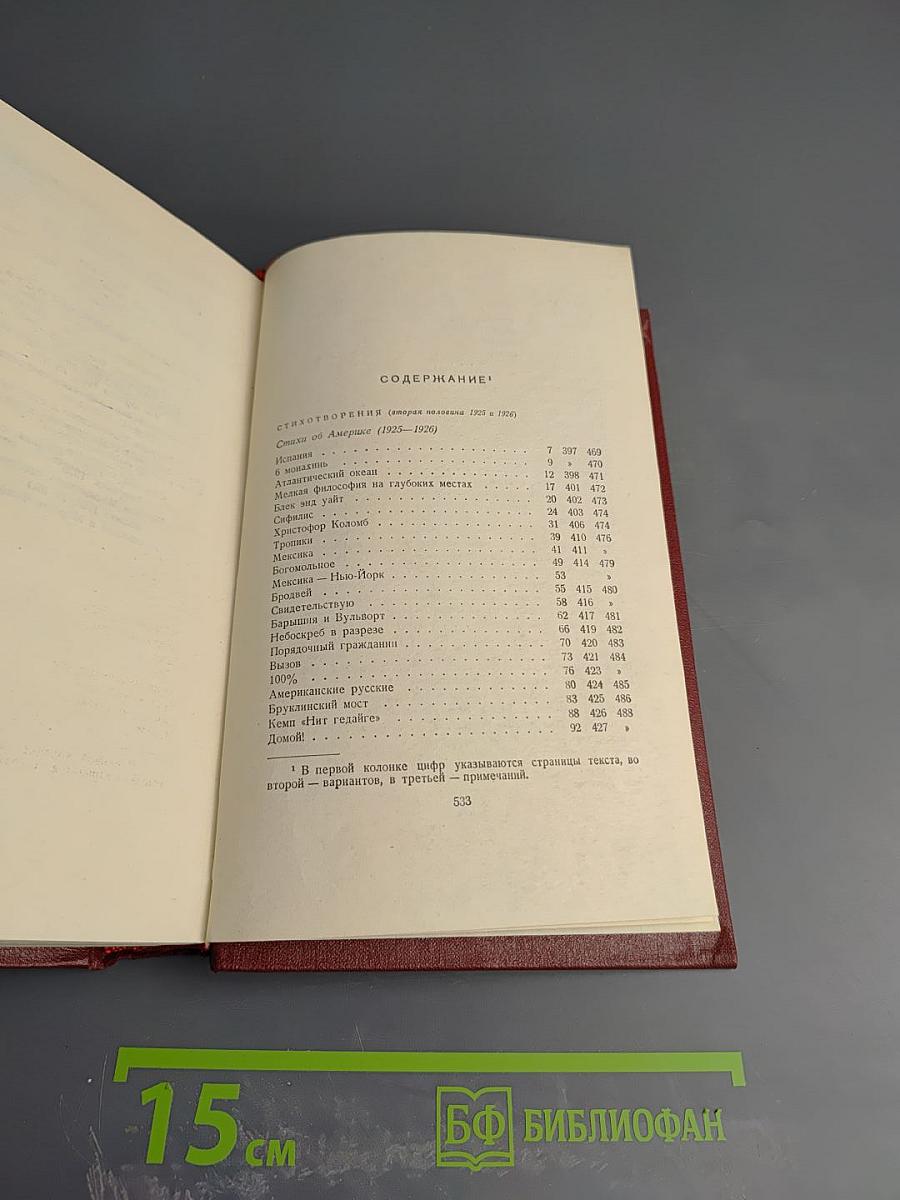 СОДЕРЖАНИЕ¹
СТИХОТВОРЕНИЯ (вторая половина 1925 и 1926)
Стихи об Америке (1925—1926)
Испания . . . . . . . . . . . . . . . . . . 7 397 469
6 монахинь . . . . . . . . . . . . . . . . 9 » 470
Атлантический океан . . . . . . . . . . . . 12 398 471
Мелкая философия на глубоких местах . . . . . 17 401 472
Блек энд уайт . . . . . . . . . . . . . . . 20 402 473
Сифилис . . . . . . . . . . . . . . . . . . 24 403 474
Христофор Коломб . . . . . . . . . . . . . 31 406 474
Тропики . . . . . . . . . . . . . . . . . . 39 410 476
Мексика . . . . . . . . . . . . . . . . . . 41 411 »
Богомольное . . . . . . . . . . . . . . . . 49 414 479
Мексика — Нью-Йорк . . . . . . . . . . . . 53 »
Бродвей . . . . . . . . . . . . . . . . . . 55 415 480
Свидетельствую . . . . . . . . . . . . . . 58 416 »
Барышня и Вульворт . . . . . . . . . . . . 62 417 481
Небоскреб в разрезе . . . . . . . . . . . . 66 419 482
Порядочный гражданин . . . . . . . . . . . 70 420 483
Вызов . . . . . . . . . . . . . . . . . . . 73 421 484
100% . . . . . . . . . . . . . . . . . . . 76 423 »
Американские русские . . . . . . . . . . . 80 424 485
Бруклинский мост . . . . . . . . . . . . . 83 425 486
Кемп «Нит гедайге» . . . . . . . . . . . . 88 426 488
Домой! . . . . . . . . . . . . . . . . . . 92 427 »
¹ В первой колонке цифр указываются страницы текста, во
второй — вариантов, в третьей — примечаний.
533
15 см
БФ БИБЛИОФАН